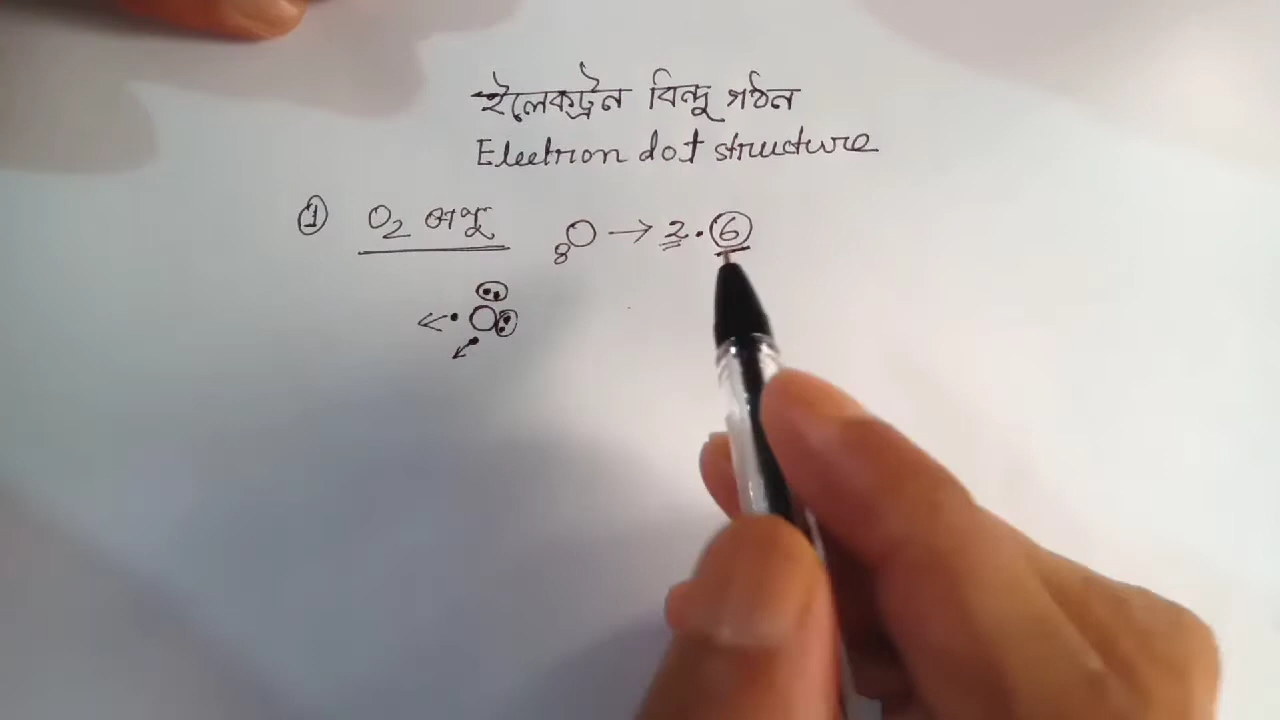 ইলেকট্রন বিন্দু গঠন
Electron dot structure
① O₂ অণু ₈O → 2 . 6
O